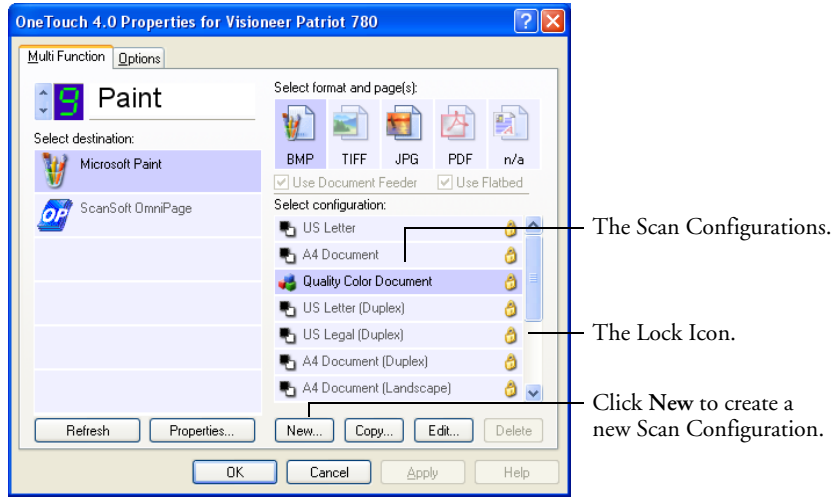 OneTouch 4.0 Properties for Visioneer Patriot 780
Multi Function
Options
9
Paint
Select destination:
Microsoft Paint
OP
ScanSoft OmniPage
Refresh
Properties...
Select format and page(s):
BMP
TIFF
JPG
PDF
n/a
Use Document Feeder
Use Flatbed
Select configuration:
US Letter
A4 Document
Quality Color Document
US Letter (Duplex)
US Legal (Duplex)
A4 Document (Duplex)
A4 Document (Landscape)
New...
Copy...
Edit...
Delete
OK
Cancel
Apply
Help
The Scan Configurations.
The Lock Icon.
Click New to create a
new Scan Configuration.